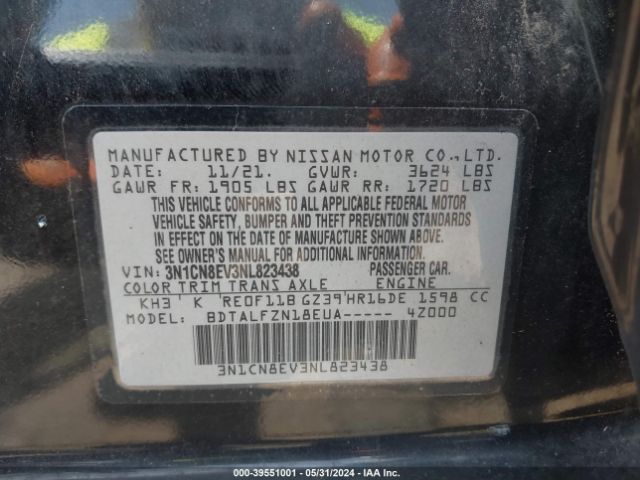 MANUFACTURED BY NISSAN MOTOR CO., LTD.
DATE: 11/21. GVWR: 3624 LBS
GAWR FR: 1905 LBS GAWR RR: 1720 LBS
THIS VEHICLE CONFORMS TO ALL APPLICABLE FEDERAL MOTOR
VEHICLE SAFETY, BUMPER AND THEFT PREVENTION STANDARDS
IN EFFECT ON THE DATE OF MANUFACTURE SHOWN ABOVE.
SEE OWNER'S MANUAL FOR ADDITIONAL INFORMATION.
VIN: 3N1CN8EV3NL823438 PASSENGER CAR.
COLOR TRIM TRANS AXLE ENGINE
KH3 K RE0F11B GZ39 HR16DE 1598 CC
MODEL: BDTALFZN18EUA----- 4Z000
3N1CN8EV3NL823438
000-39551001 - 05/31/2024 - IAA Inc.